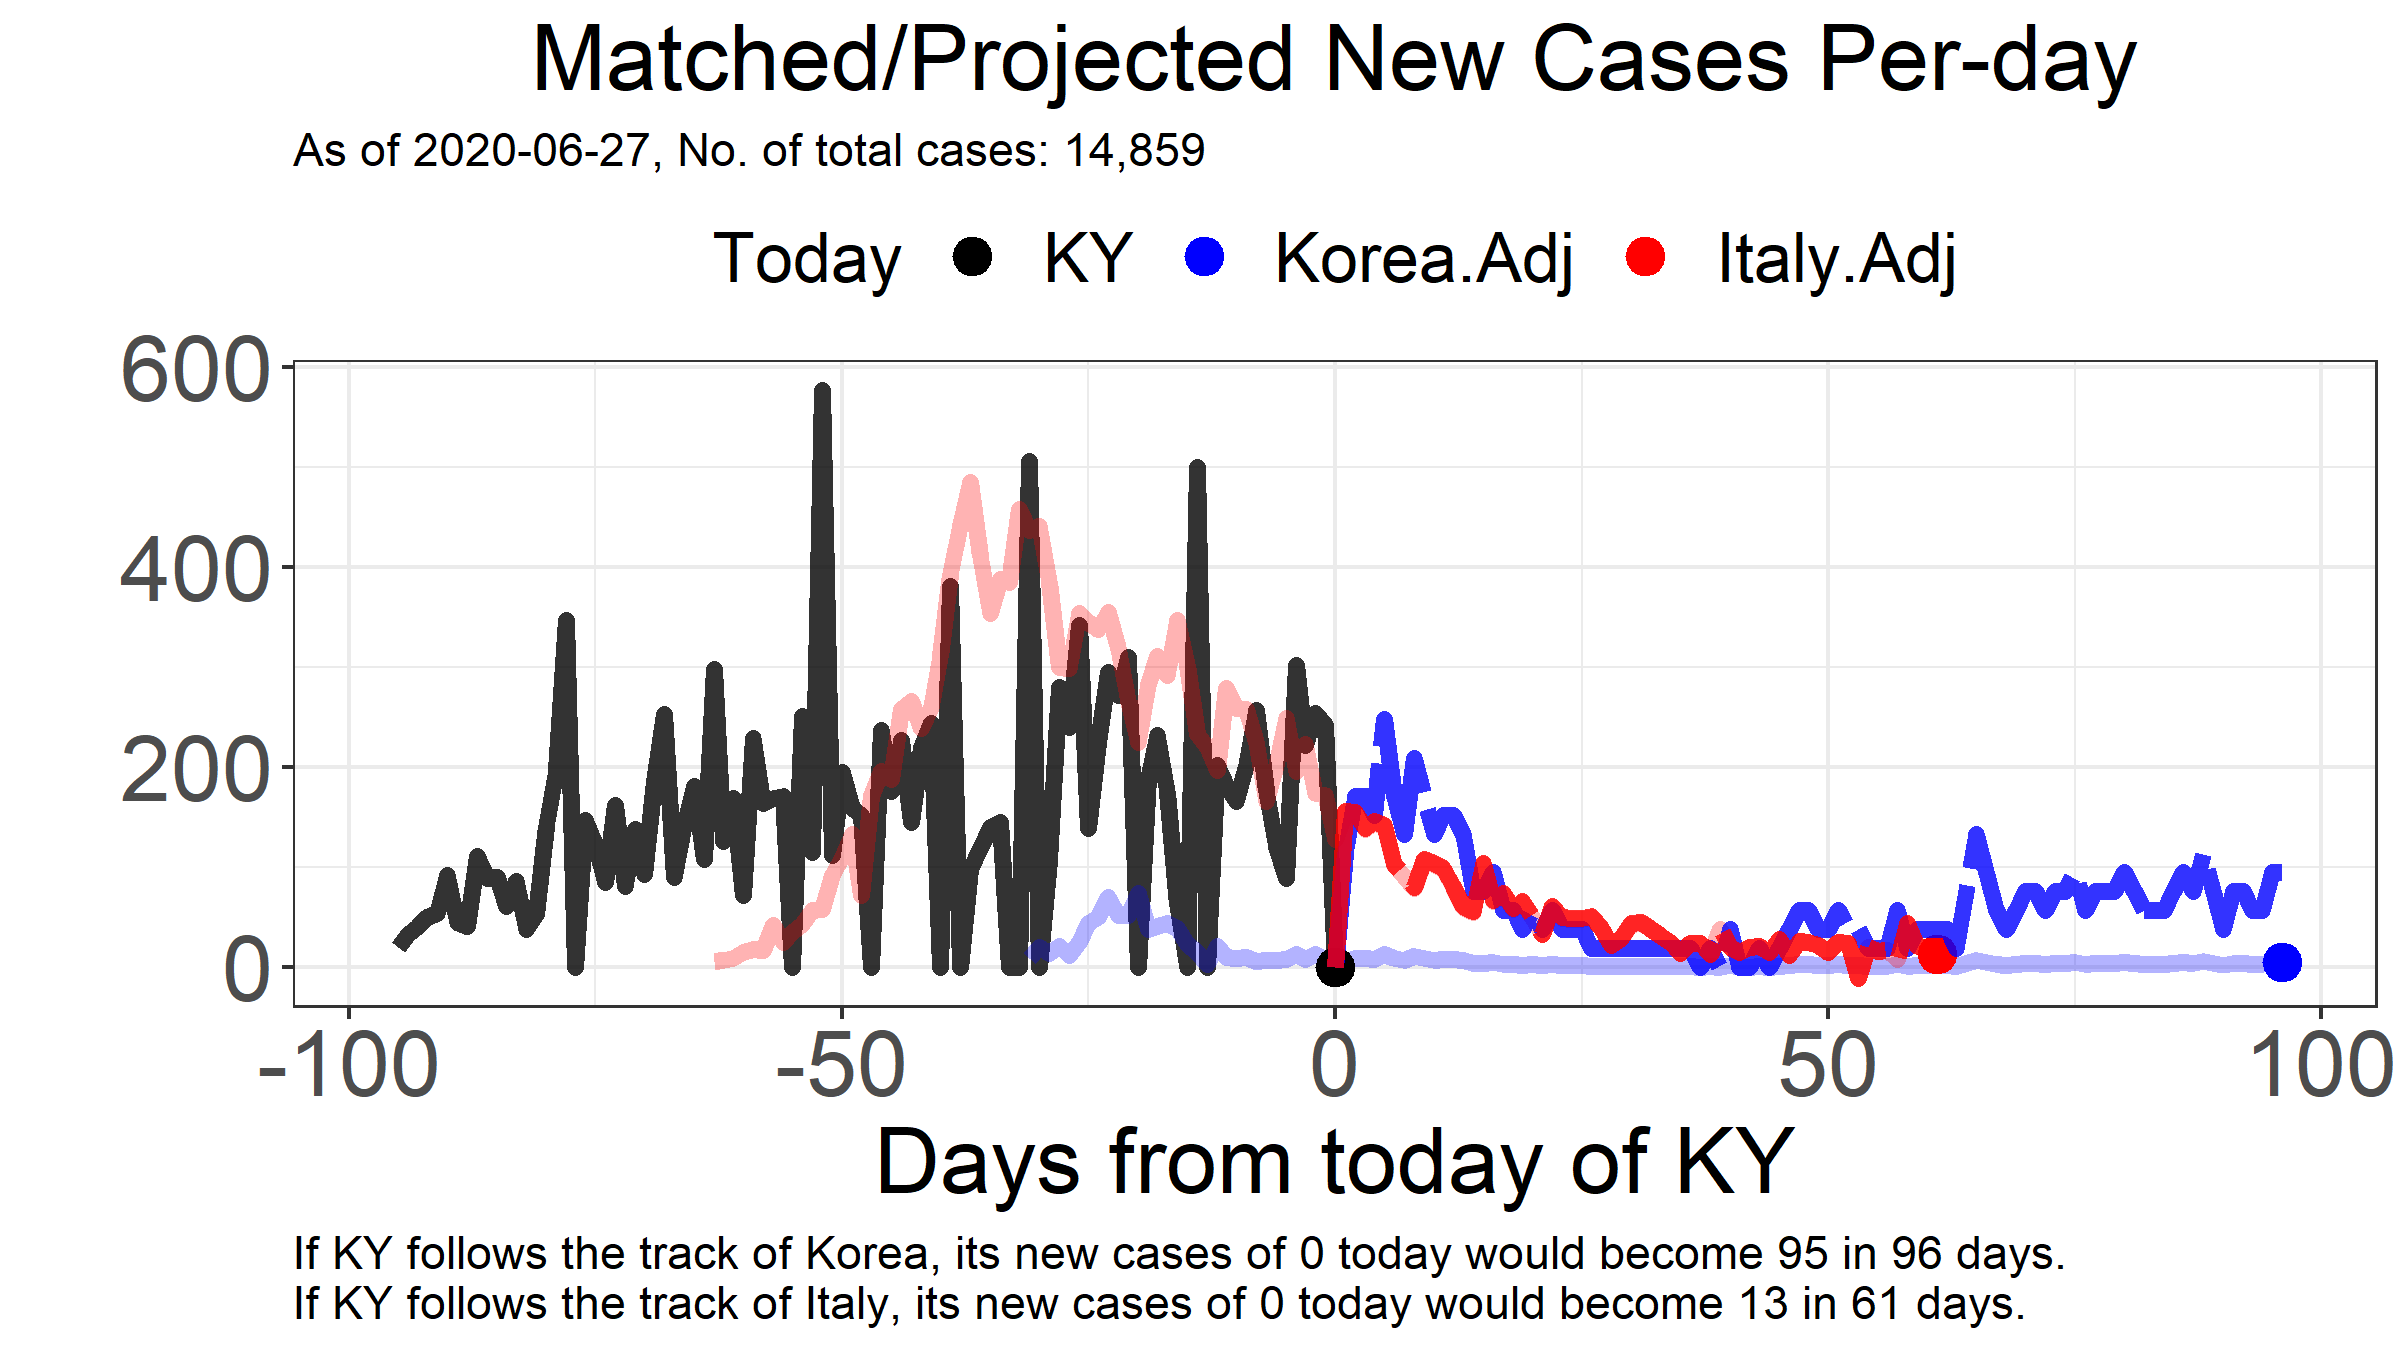 Matched/Projected New Cases Per-day
As of 2020-06-27, No. of total cases: 14,859
Today KY Korea.Adj Italy.Adj
600
400
200
0
-100 -50 0 50 100
Days from today of KY
If KY follows the track of Korea, its new cases of 0 today would become 95 in 96 days.
If KY follows the track of Italy, its new cases of 0 today would become 13 in 61 days.